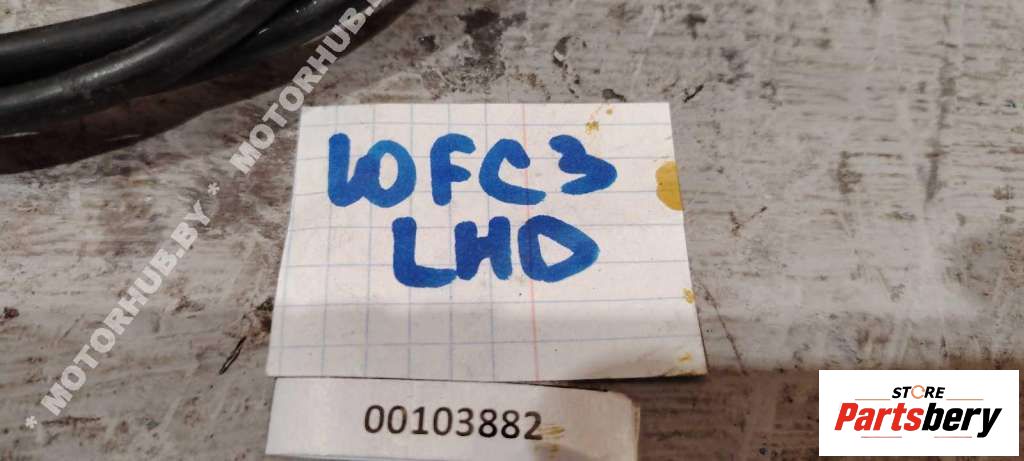 * MOTORHUB.BY * MOTORHUB.BY
10FC3
LHD
00103882
STORE
Partsbery